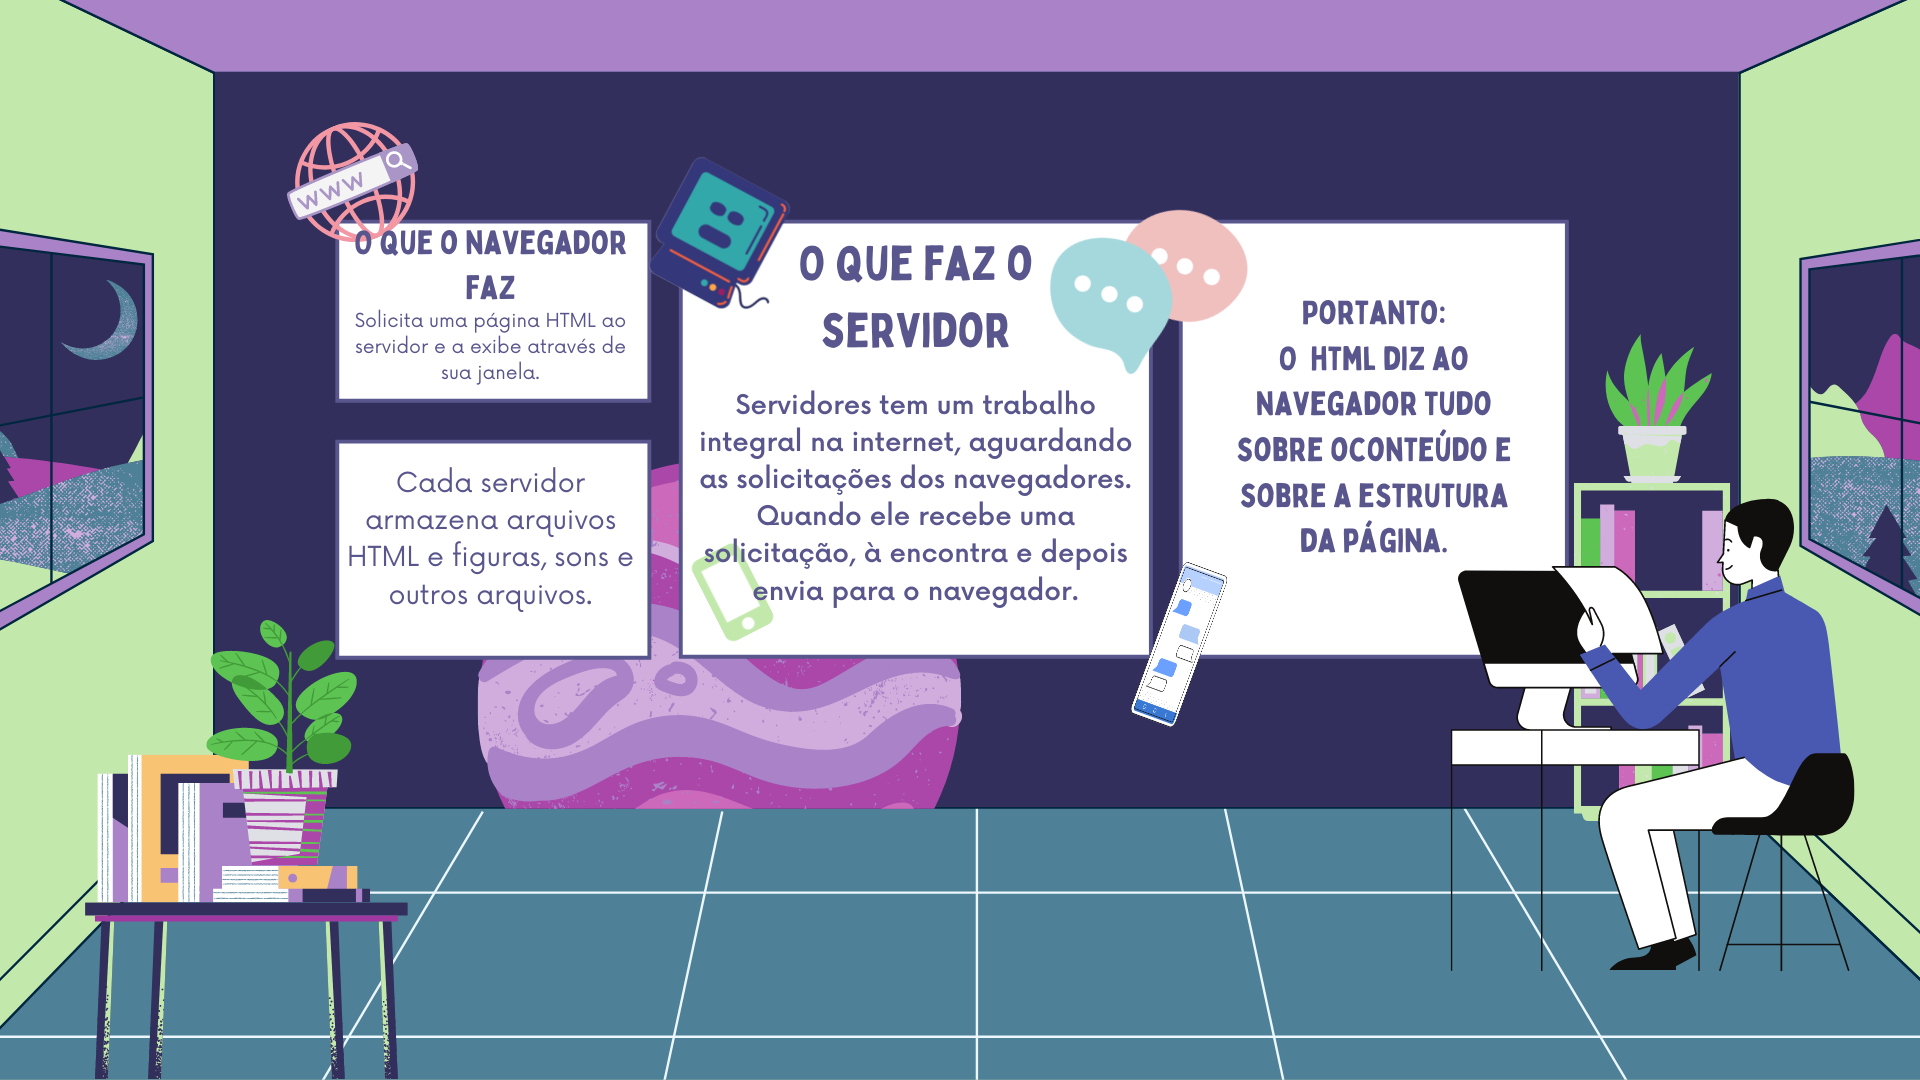 WWW
O QUE O NAVEGADOR
FAZ
Solicita uma página HTML ao
servidor e a exibe através de
sua janela.
Cada servidor
armazena arquivos
HTML e figuras, sons e
outros arquivos.
O QUE FAZ O
SERVIDOR
Servidores tem um trabalho
integral na internet, aguardando
as solicitações dos navegadores.
Quando ele recebe uma
solicitação, à encontra e depois
envia para o navegador.
PORTANTO:
O HTML DIZ AO
NAVEGADOR TUDO
SOBRE OCONTEÚDO E
SOBRE A ESTRUTURA
DA PÁGINA.